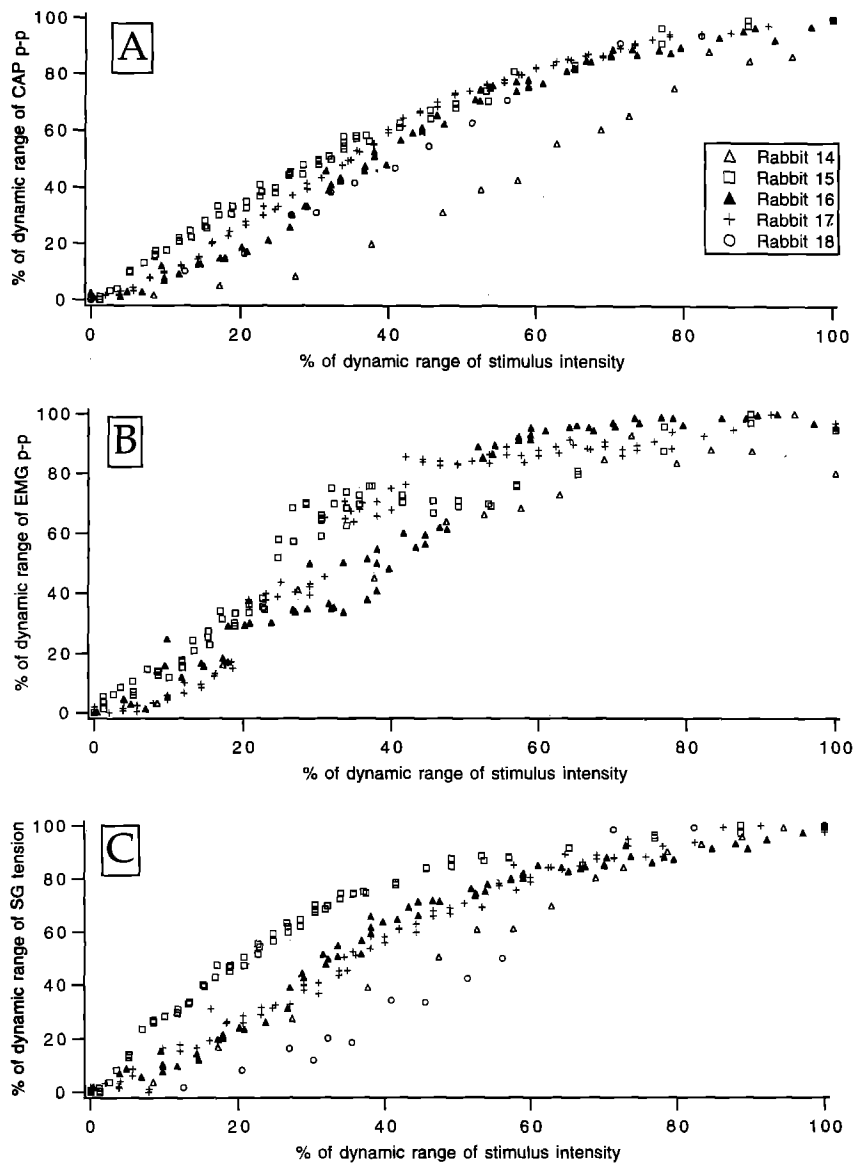 A
% of dynamic range of CAP p-p
100
80
60
40
20
0
0 20 40 60 80 100
% of dynamic range of stimulus intensity
Rabbit 14
Rabbit 15
Rabbit 16
Rabbit 17
Rabbit 18
B
% of dynamic range of EMG p-p
100
80
60
40
20
0
0 20 40 60 80 100
% of dynamic range of stimulus intensity
C
% of dynamic range of SG tension
100
80
60
40
20
0
0 20 40 60 80 100
% of dynamic range of stimulus intensity